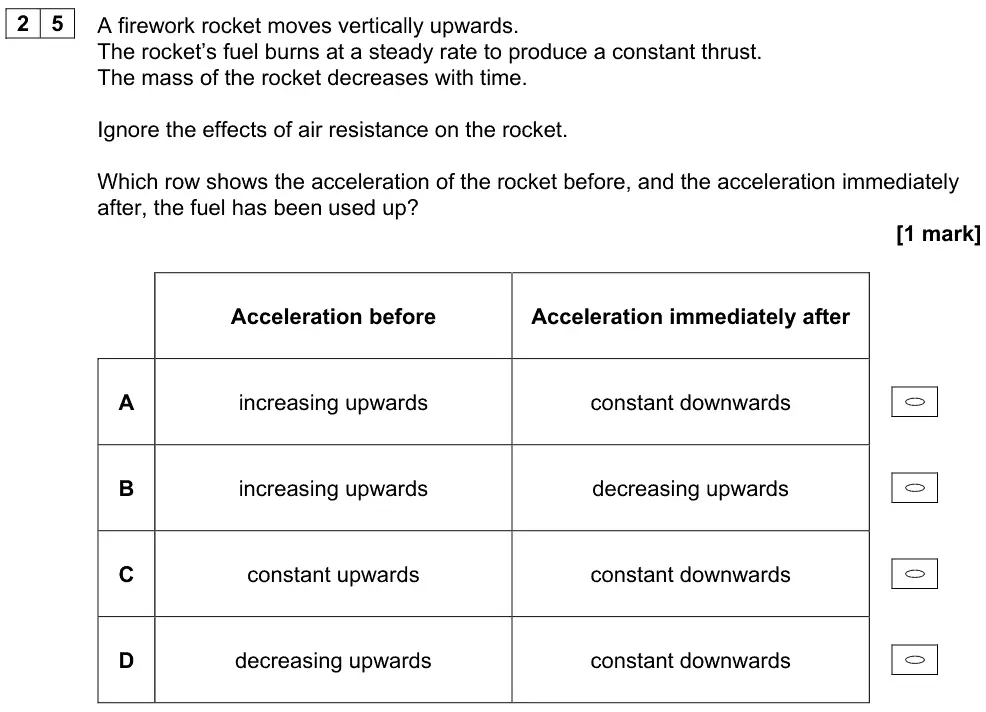 2 5 A firework rocket moves vertically upwards.
The rocket’s fuel burns at a steady rate to produce a constant thrust.
The mass of the rocket decreases with time.
Ignore the effects of air resistance on the rocket.
Which row shows the acceleration of the rocket before, and the acceleration immediately
after, the fuel has been used up?
[1 mark]
Acceleration before Acceleration immediately after
A increasing upwards constant downwards
B increasing upwards decreasing upwards
C constant upwards constant downwards
D decreasing upwards constant downwards